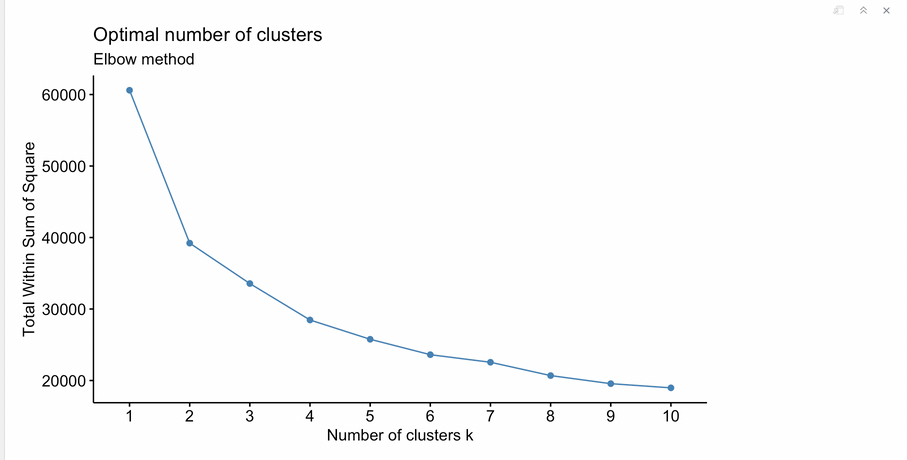 Optimal number of clusters
Elbow method
Total Within Sum of Square
60000
50000
40000
30000
20000
1 2 3 4 5 6 7 8 9 10
Number of clusters k